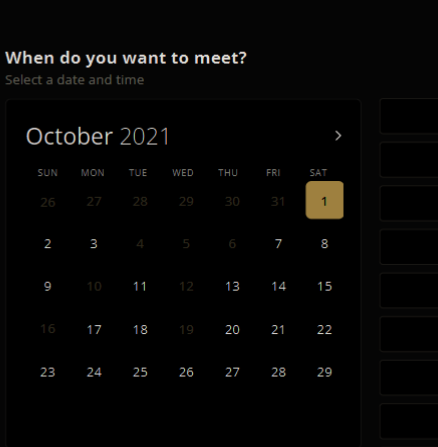 When do you want to meet?
Select a date and time
October 2021 >
SUN MON TUE WED THU FRI SAT
26 27 28 29 30 31 1
2 3 4 5 6 7 8
9 10 11 12 13 14 15
16 17 18 19 20 21 22
23 24 25 26 27 28 29